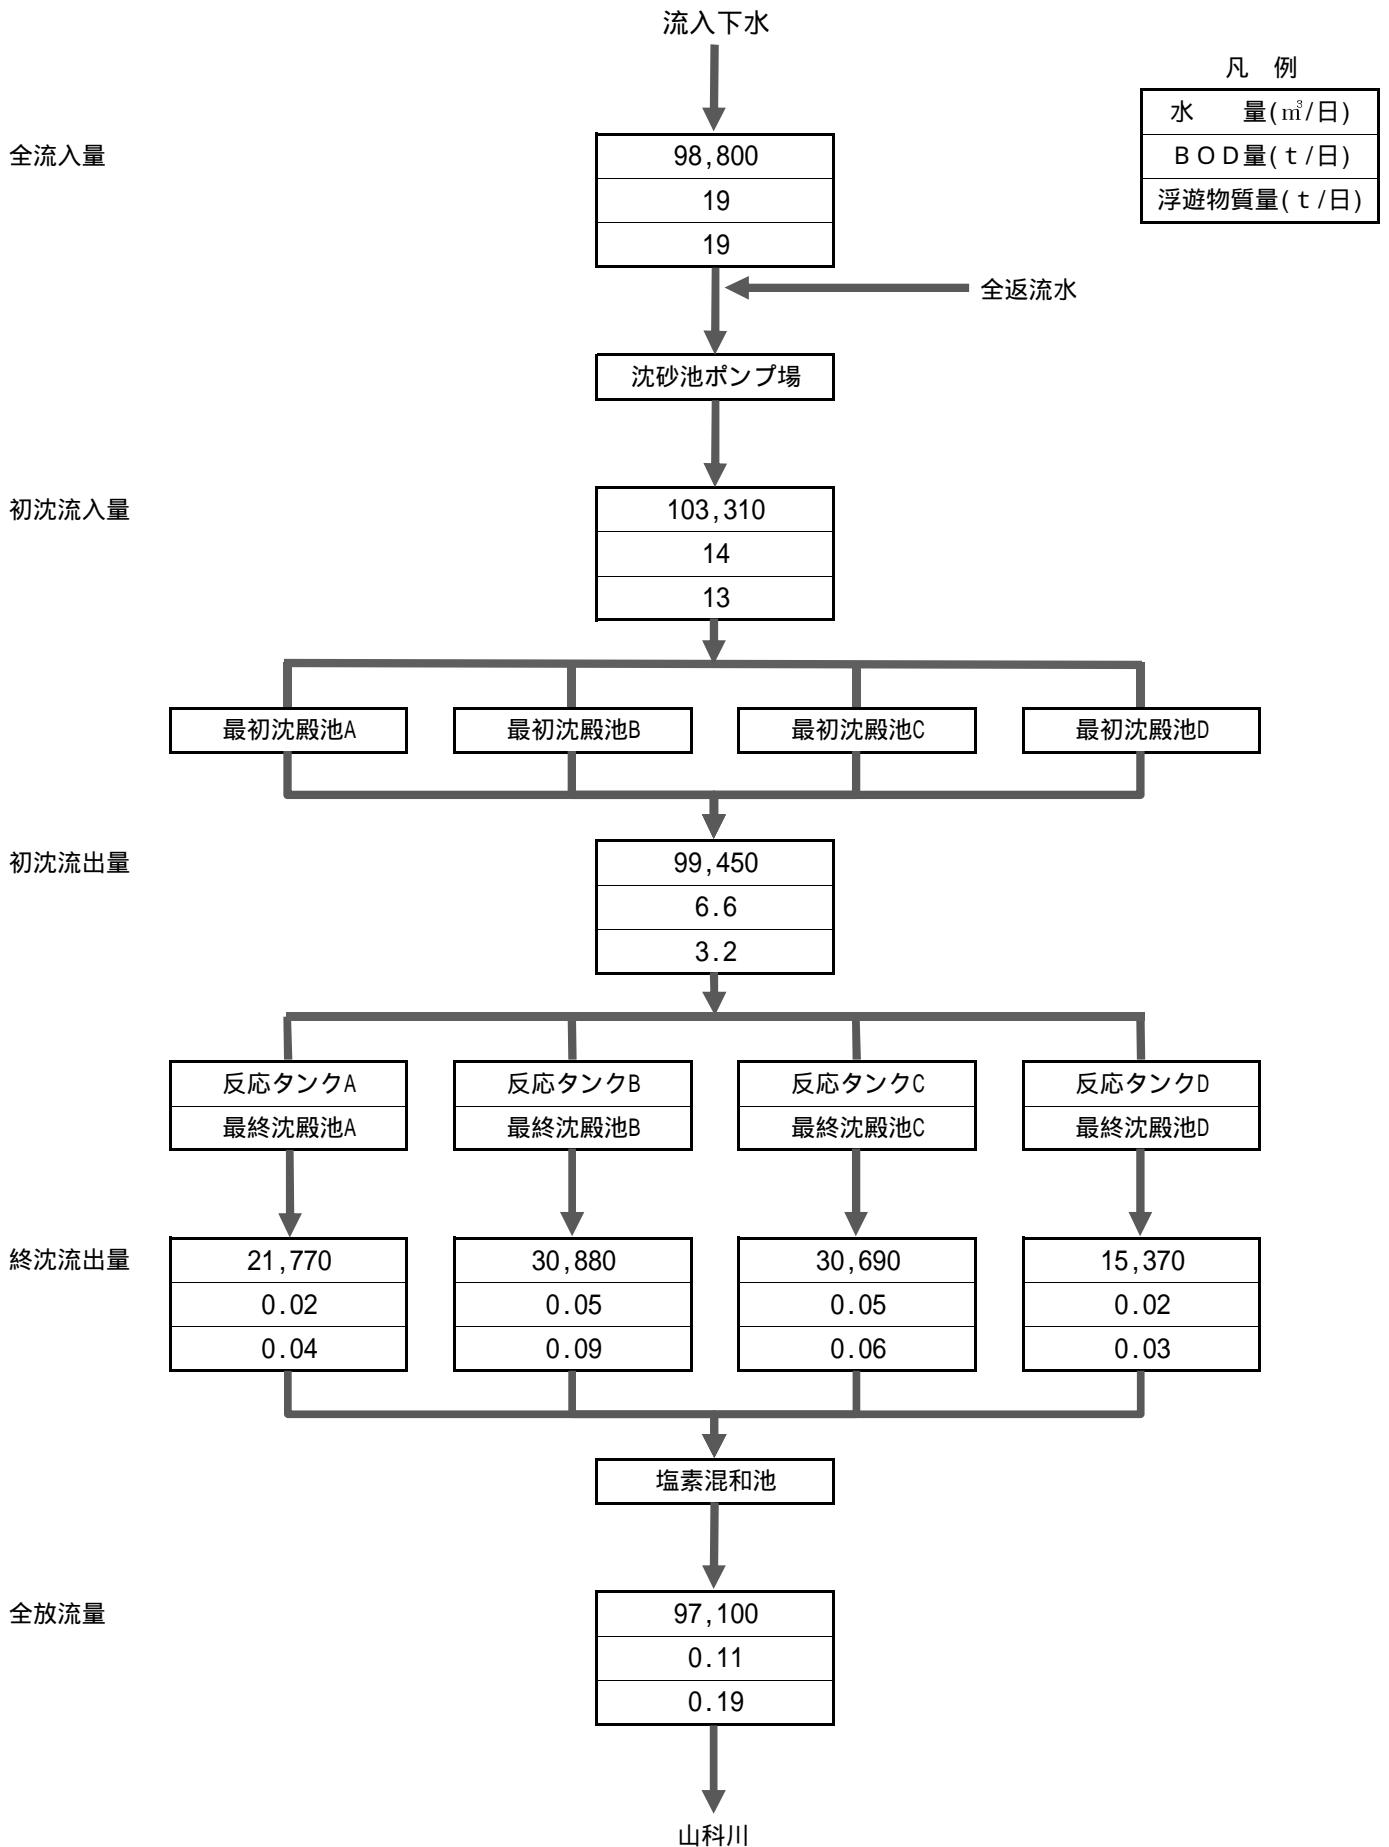 流入下水
凡 例
水 量(㎥/日)
BOD量(t/日)
浮遊物質量(t/日)
全流入量
98,800
19
19
全返流水
沈砂池ポンプ場
初沈流入量
103,310
14
13
最初沈殿池A 最初沈殿池B 最初沈殿池C 最初沈殿池D
初沈流出量
99,450
6.6
3.2
反応タンクA 反応タンクB 反応タンクC 反応タンクD
最終沈殿池A 最終沈殿池B 最終沈殿池C 最終沈殿池D
終沈流出量 21,770 30,880 30,690 15,370
0.02 0.05 0.05 0.02
0.04 0.09 0.06 0.03
塩素混和池
全放流量
97,100
0.11
0.19
山科川